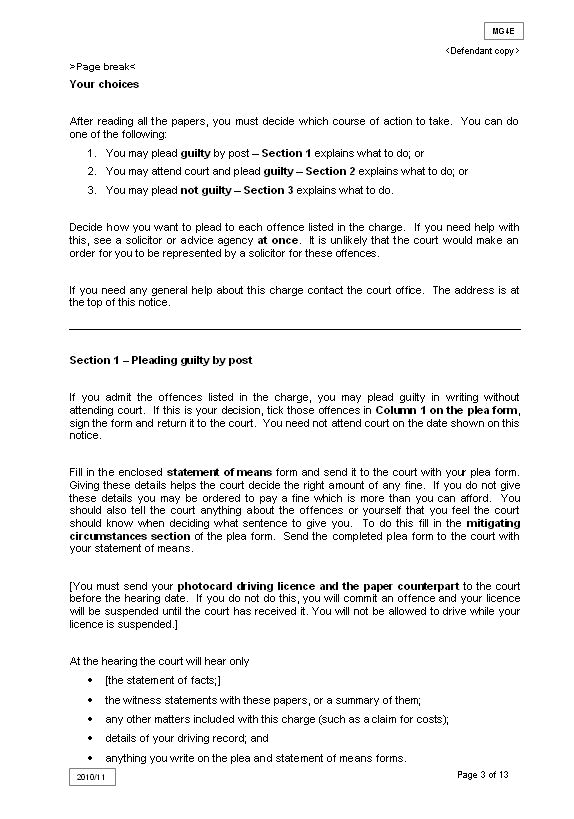 MG4E
<Defendant copy>
>Page break<
Your choices
After reading all the papers, you must decide which course of action to take. You can do
one of the following:
1. You may plead guilty by post – Section 1 explains what to do; or
2. You may attend court and plead guilty – Section 2 explains what to do; or
3. You may plead not guilty – Section 3 explains what to do.
Decide how you want to plead to each offence listed in the charge. If you need help with
this, see a solicitor or advice agency at once. It is unlikely that the court would make an
order for you to be represented by a solicitor for these offences.
If you need any general help about this charge contact the court office. The address is at
the top of this notice.
Section 1 – Pleading guilty by post
If you admit the offences listed in the charge, you may plead guilty in writing without
attending court. If this is your decision, tick those offences in Column 1 on the plea form,
sign the form and return it to the court. You need not attend court on the date shown on this
notice.
Fill in the enclosed statement of means form and send it to the court with your plea form.
Giving these details helps the court decide the right amount of any fine. If you do not give
these details you may be ordered to pay a fine which is more than you can afford. You
should also tell the court anything about the offences or yourself that you feel the court
should know when deciding what sentence to give you. To do this fill in the mitigating
circumstances section of the plea form. Send the completed plea form to the court with
your statement of means.
[You must send your photocard driving licence and the paper counterpart to the court
before the hearing date. If you do not do this, you will commit an offence and your licence
will be suspended until the court has received it. You will not be allowed to drive while your
licence is suspended.]
At the hearing the court will hear only
• [the statement of facts;]
• the witness statements with these papers, or a summary of them;
• any other matters included with this charge (such as a claim for costs);
• details of your driving record; and
• anything you write on the plea and statement of means forms.
2010/11
Page 3 of 13